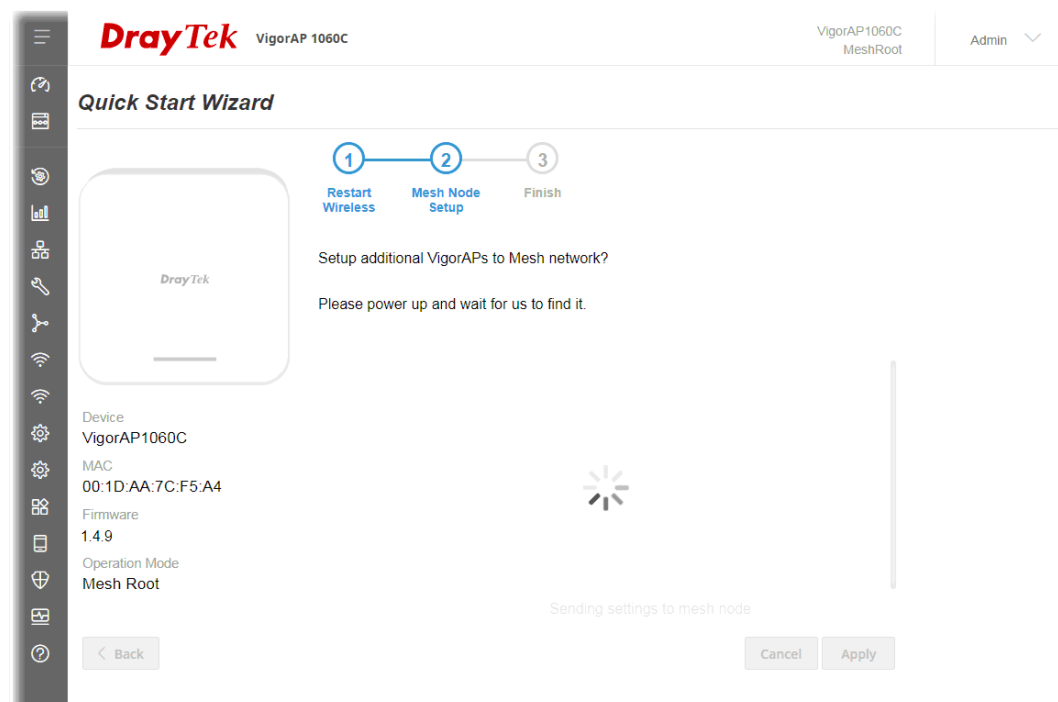 DrayTek VigorAP 1060C
VigorAP1060C
MeshRoot
Admin
Quick Start Wizard
1 2 3
Restart Wireless
Mesh Node Setup
Finish
Setup additional VigorAPs to Mesh network?
Please power up and wait for us to find it.
DrayTek
Device
VigorAP1060C
MAC
00:1D:AA:7C:F5:A4
Firmware
1.4.9
Operation Mode
Mesh Root
Sending settings to mesh node
Back
Cancel
Apply